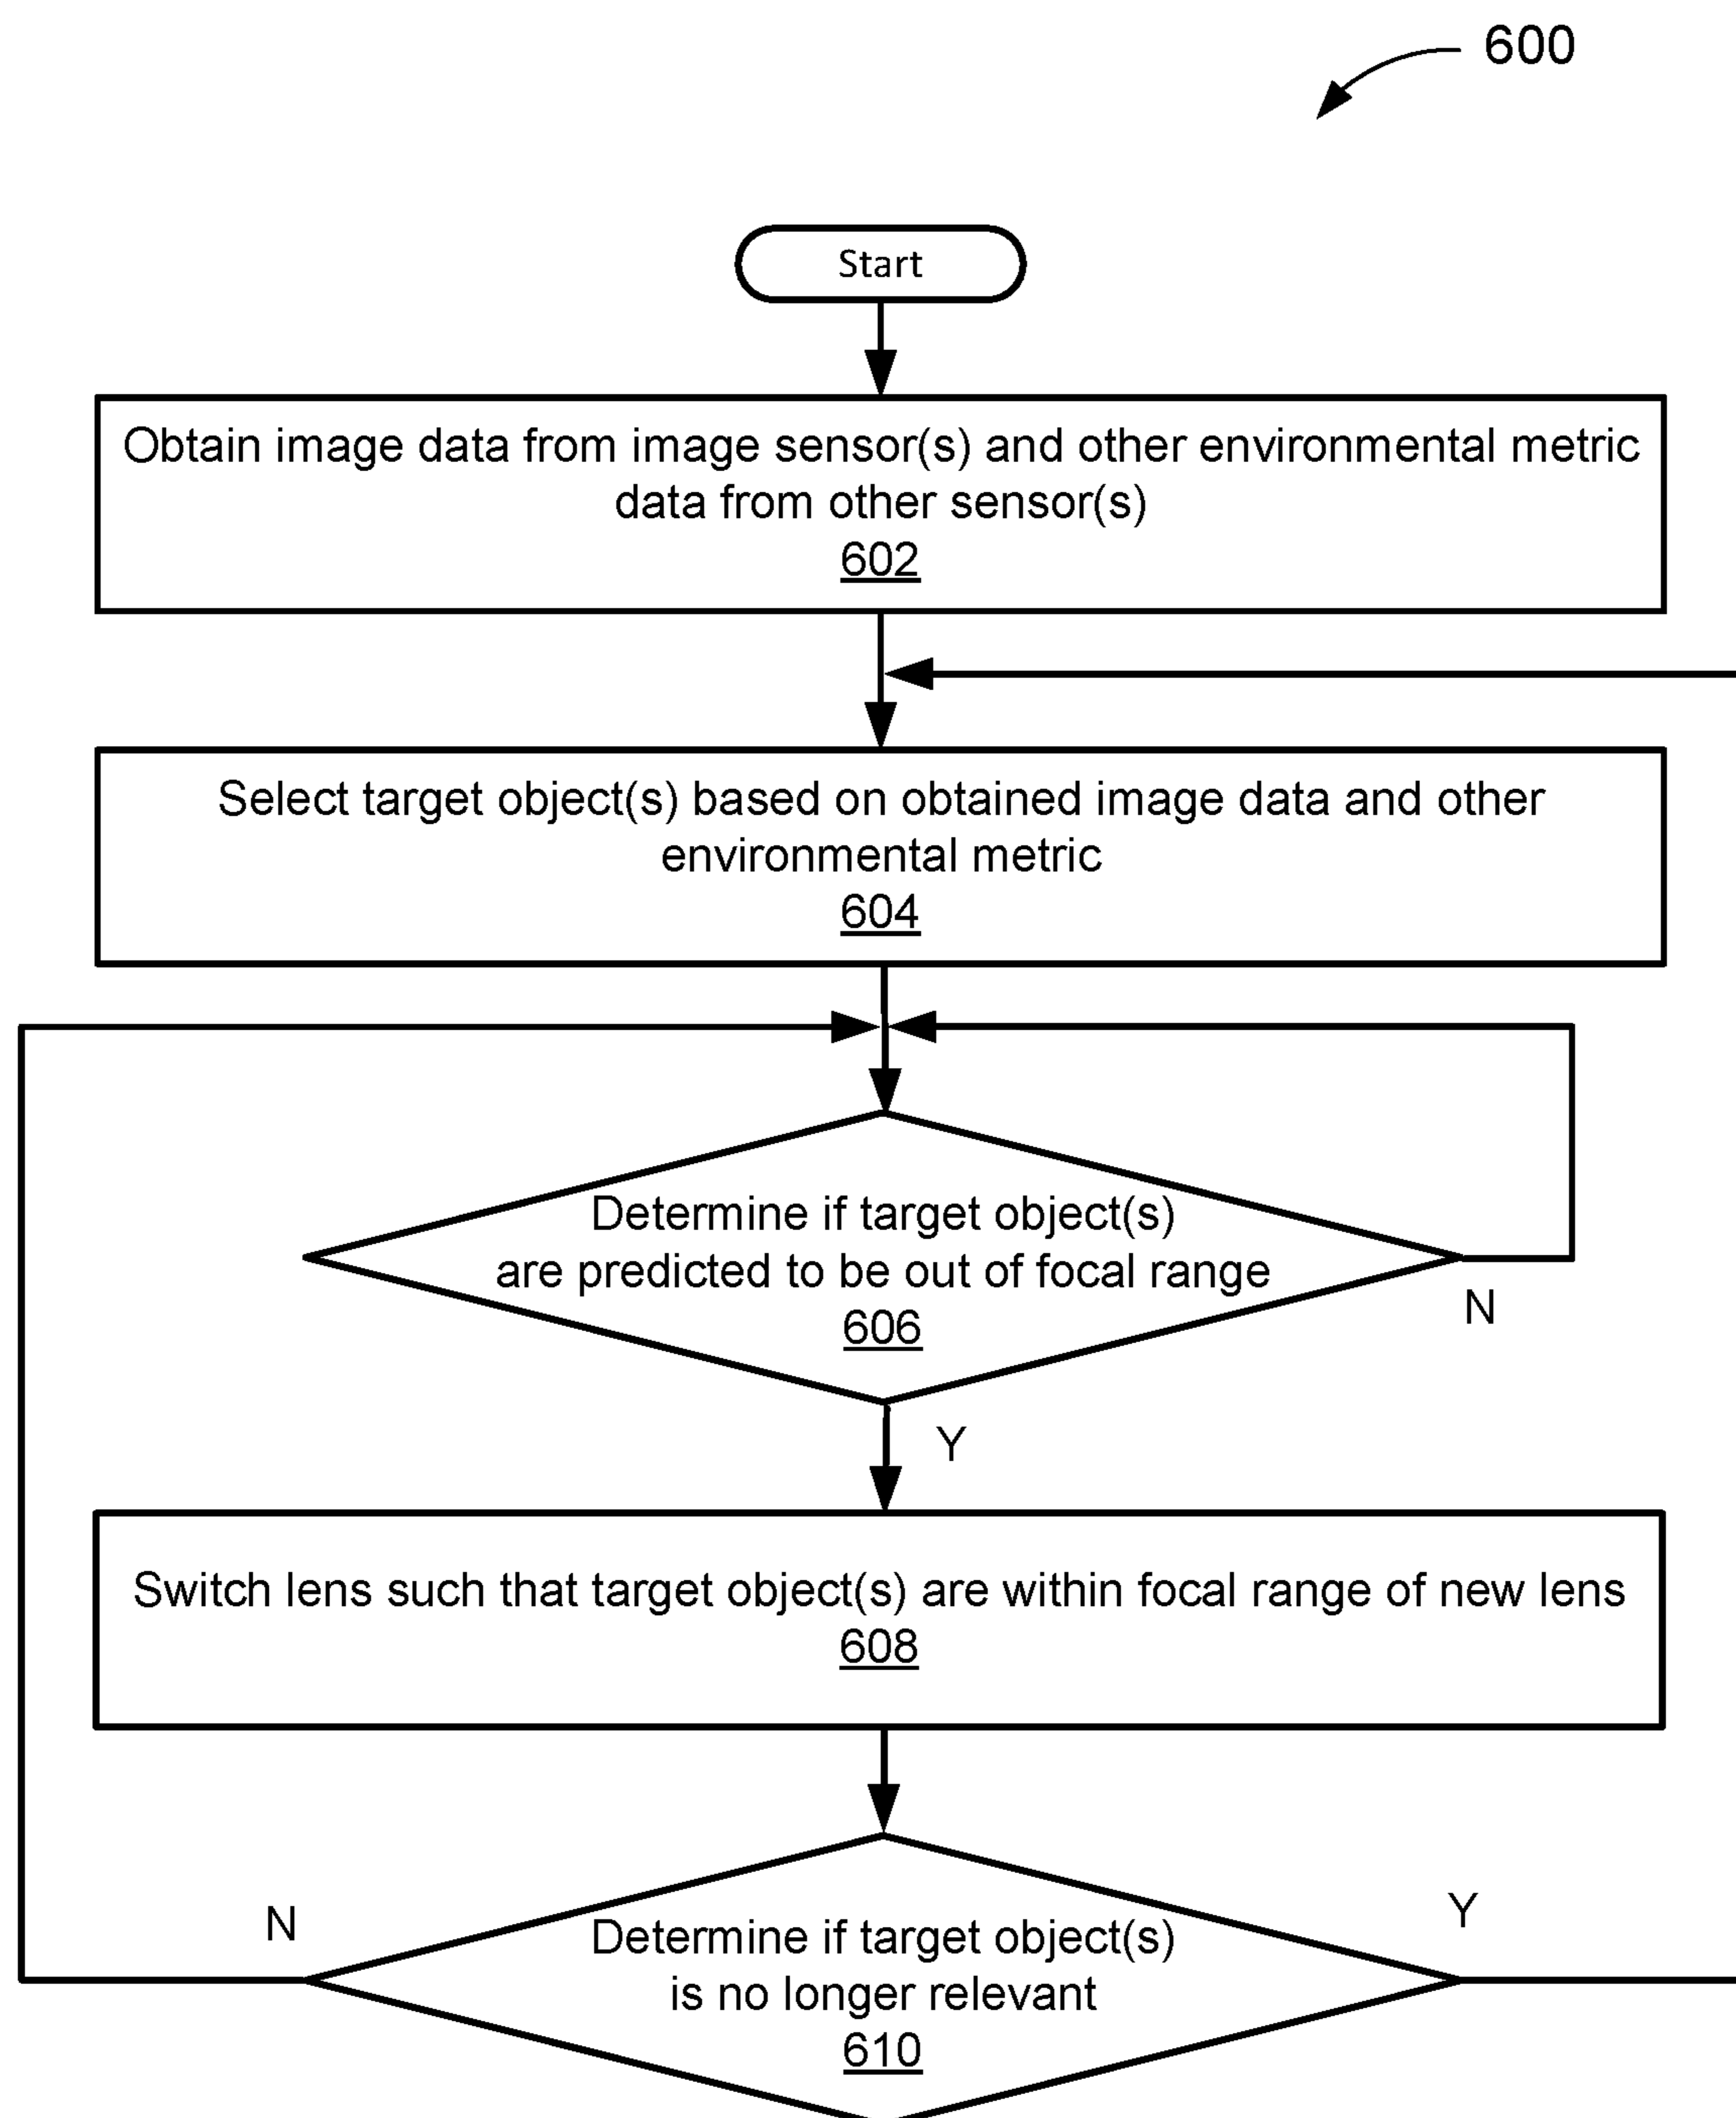 600
Start
Obtain image data from image sensor(s) and other environmental metric
data from other sensor(s)
602
Select target object(s) based on obtained image data and other
environmental metric
604
Determine if target object(s)
are predicted to be out of focal range
606
N
Y
Switch lens such that target object(s) are within focal range of new lens
608
N
Y
Determine if target object(s)
is no longer relevant
610